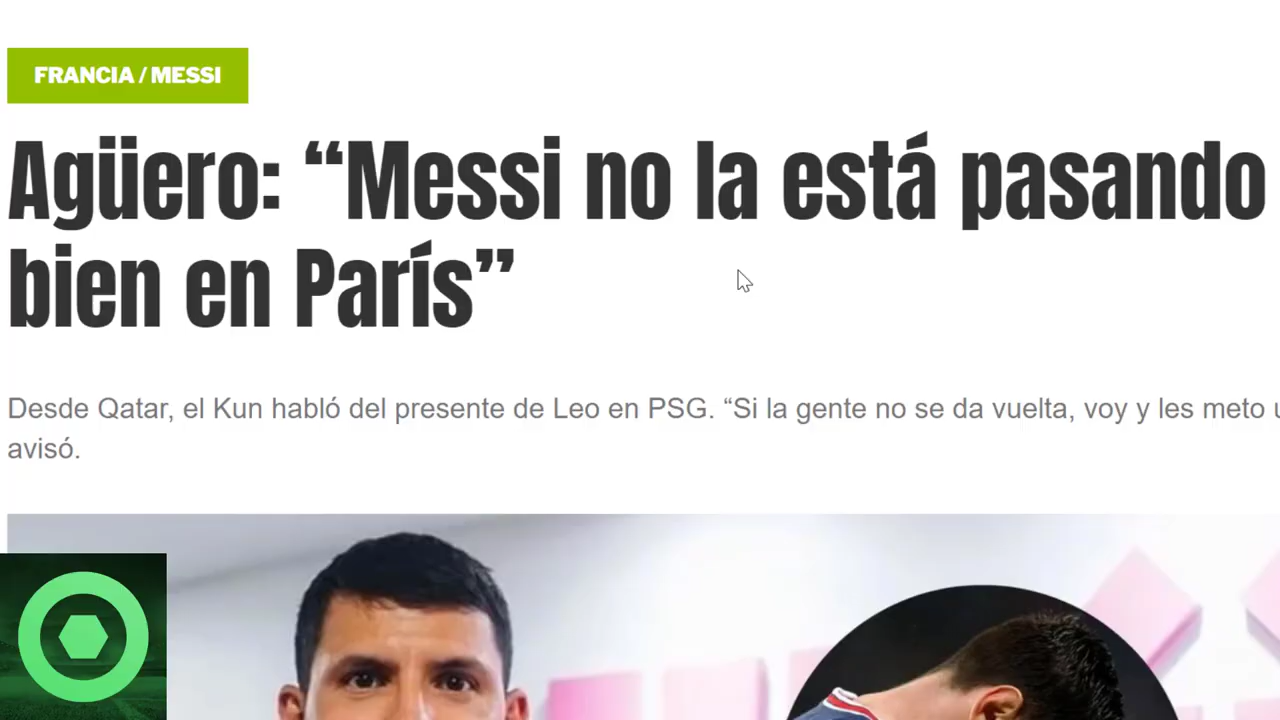 FRANCIA / MESSI
Agüero: “Messi no la está pasando
bien en París”
Desde Qatar, el Kun habló del presente de Leo en PSG. “Si la gente no se da vuelta, voy y les meto
avisó.